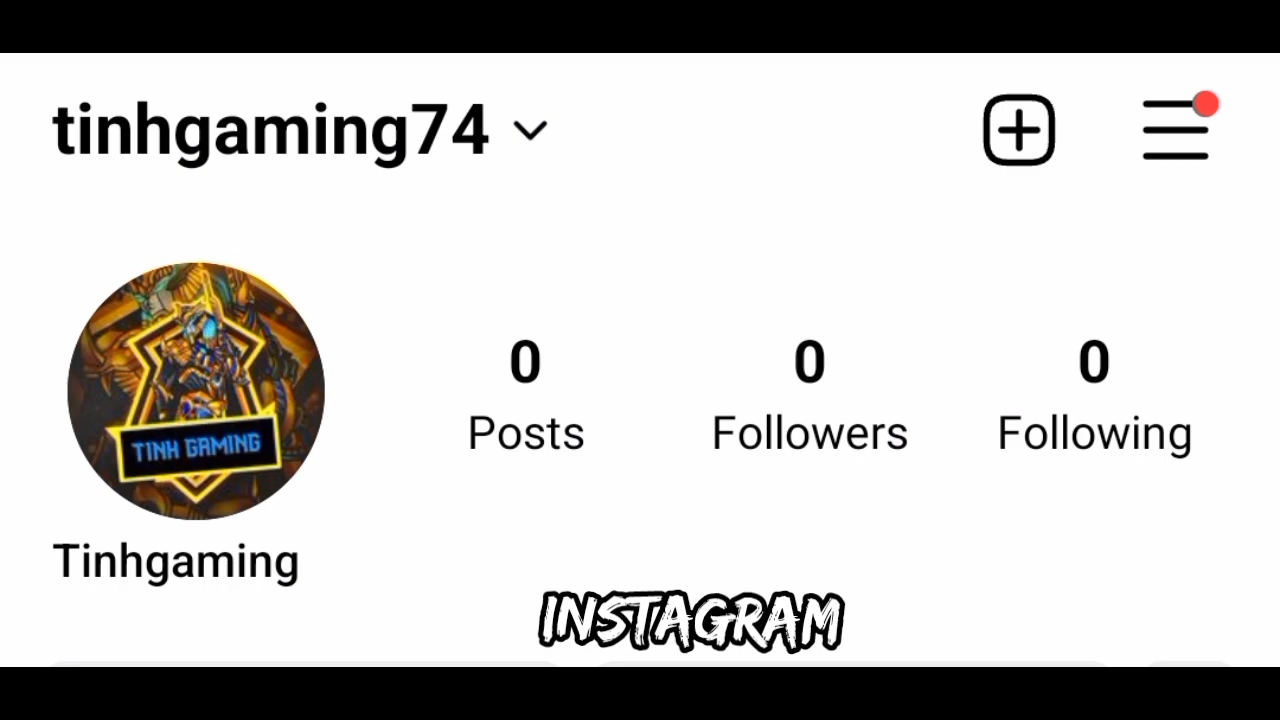 tinhgaming74
TINH GAMING
0 0 0
Posts Followers Following
Tinhgaming
INSTAGRAM